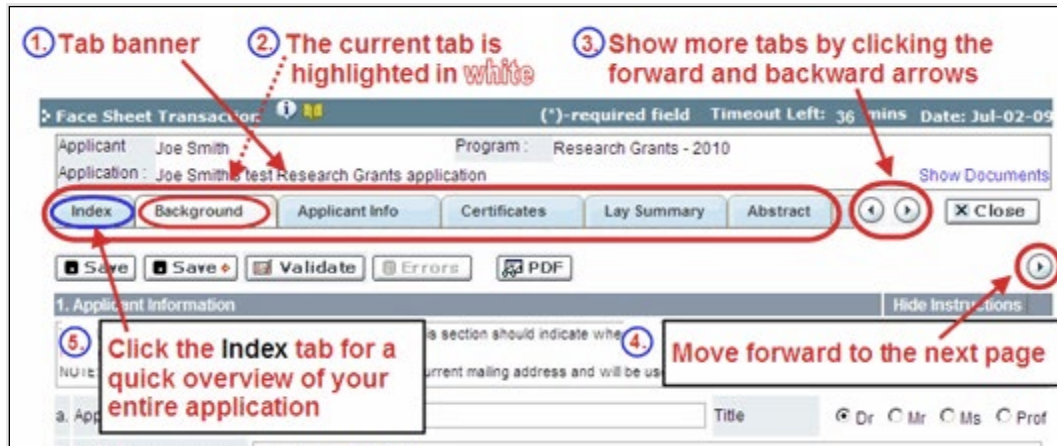 1. Tab banner
2. The current tab is
highlighted in white
3. Show more tabs by clicking the
forward and backward arrows
Face Sheet Transaction (*)-required field Timeout Left: 36 mins Date: Jul-02-09
Applicant Joe Smith Program : Research Grants - 2010
Application : Joe Smith's test Research Grants application Show Documents
Index Background Applicant Info Certificates Lay Summary Abstract X Close
Save Save Validate Errors PDF
1. Applicant Information Hide Instructions
section should indicate
5. Click the Index tab for a
quick overview of your
entire application
4. Move forward to the next page
mailing address and will be
a. Title Dr Mr Ms Prof